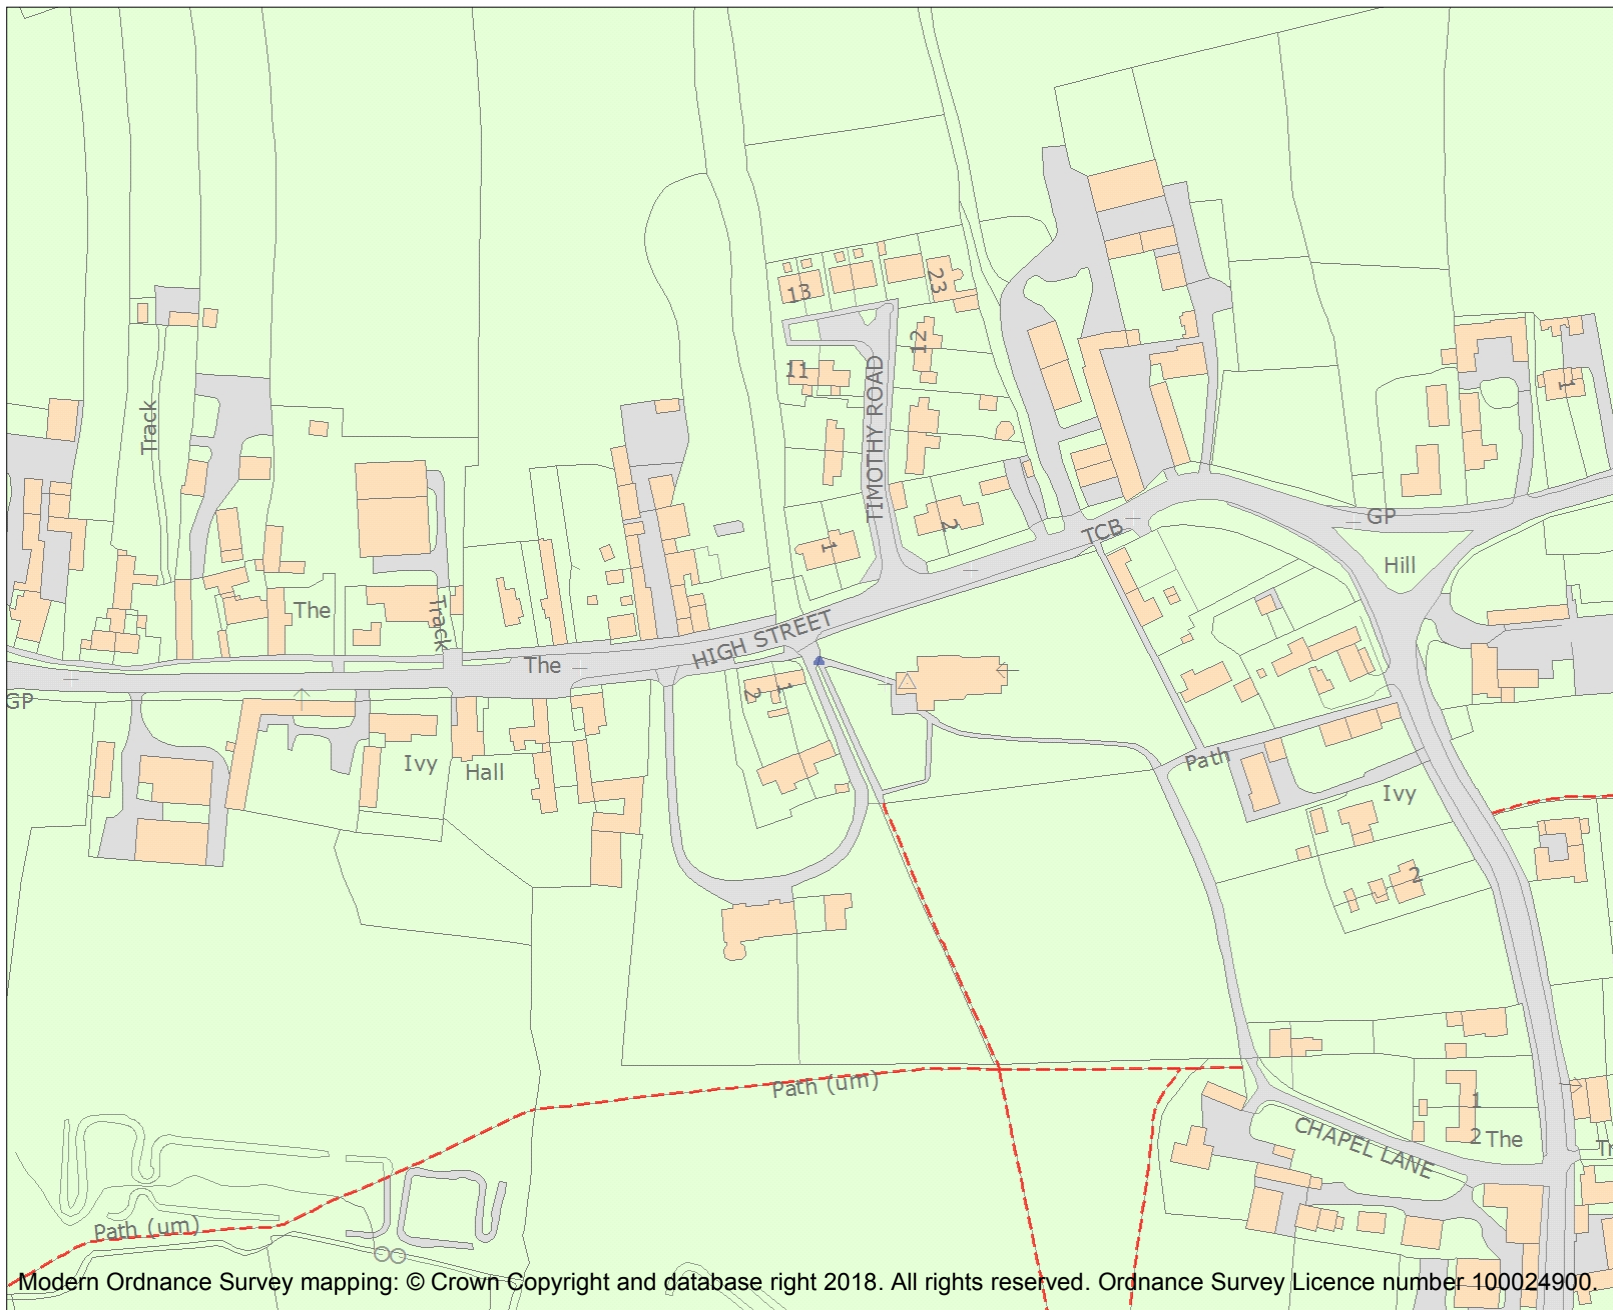 13
23
12
11
TIMOTHY ROAD
1
Track
2
1
GP
TCB
Hill
The
Track
HIGH STREET
The
GP
2
1
Ivy
Hall
Path
Ivy
2
Path (um)
1
CHAPEL LANE
2
The
Tr
Path (um)
Modern Ordnance Survey mapping: © Crown Copyright and database right 2018. All rights reserved. Ordnance Survey Licence number 100024900.